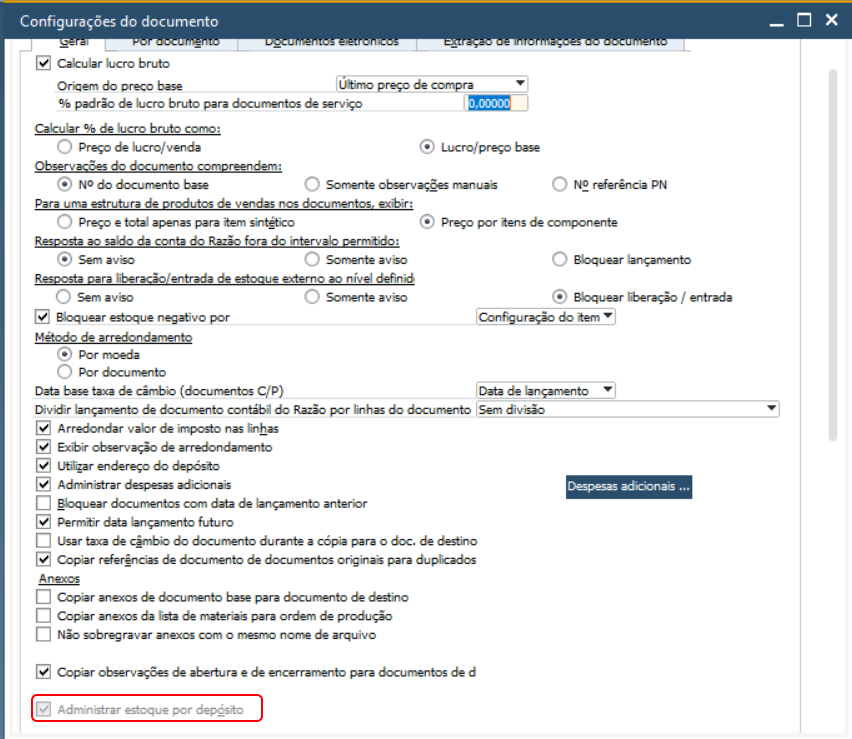 Configurações do documento
Geral Por documento Documentos eletrônicos Extração de informações do documento
Calcular lucro bruto
Origem do preço base Último preço de compra
% padrão de lucro bruto para documentos de serviço 0,00000
Calcular % de lucro bruto como:
Preço de lucro/venda Lucro/preço base
Observações do documento compreendem:
Nº do documento base Somente observações manuais Nº referência PN
Para uma estrutura de produtos de vendas nos documentos, exibir:
Preço e total apenas para item sintético Preço por itens de componente
Resposta ao saldo da conta do Razão fora do intervalo permitido:
Sem aviso Somente aviso Bloquear lançamento
Resposta para liberação/entrada de estoque externo ao nível definid
Sem aviso Somente aviso Bloquear liberação / entrada
Bloquear estoque negativo por Configuração do item
Método de arredondamento
Por moeda
Por documento
Data base taxa de câmbio (documentos C/P) Data de lançamento
Dividir lançamento de documento contábil do Razão por linhas do documento Sem divisão
Arredondar valor de imposto nas linhas
Exibir observação de arredondamento
Utilizar endereço do depósito
Administrar despesas adicionais Despesas adicionais ...
Bloquear documentos com data de lançamento anterior
Permitir data lançamento futuro
Usar taxa de câmbio do documento durante a cópia para o doc. de destino
Copiar referências de documento de documentos originais para duplicados
Anexos
Copiar anexos de documento base para documento de destino
Copiar anexos da lista de materiais para ordem de produção
Não sobregravar anexos com o mesmo nome de arquivo
Copiar observações de abertura e de encerramento para documentos de d
Administrar estoque por depósito